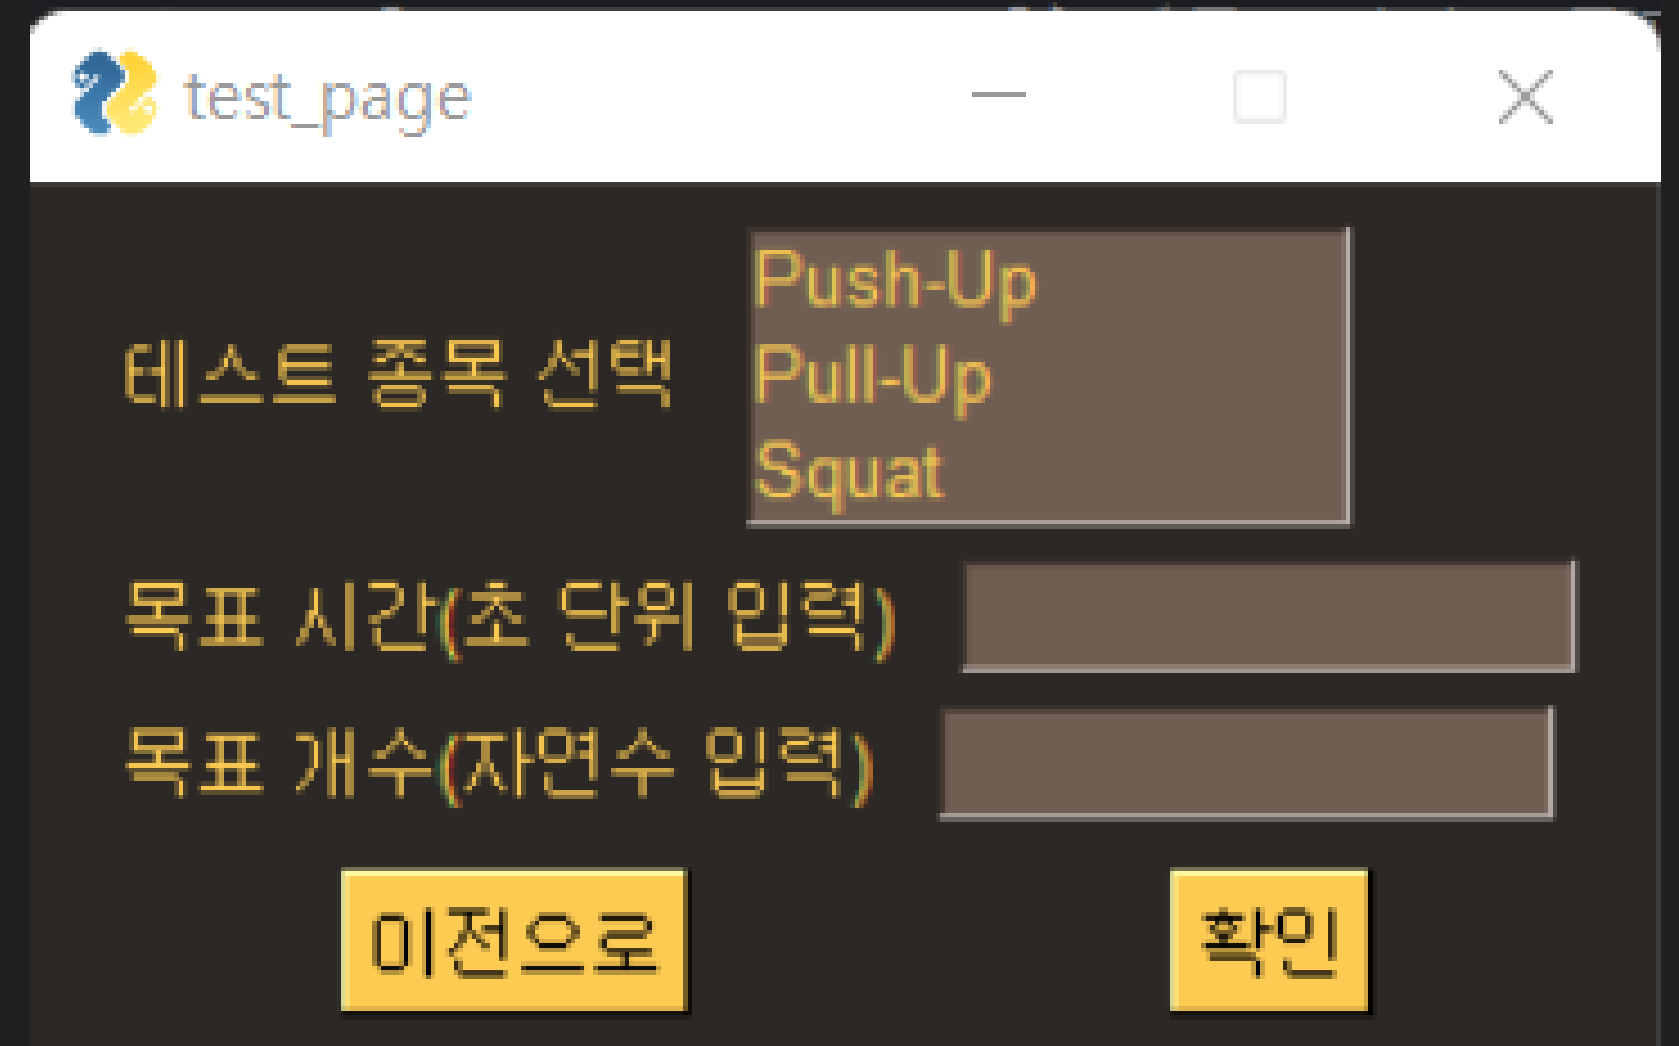 test_page
Push-Up
Pull-Up
테스트 종목 선택
Squat
목표 시간(초 단위 입력)
목표 개수(자연수 입력)
이전으로 확인